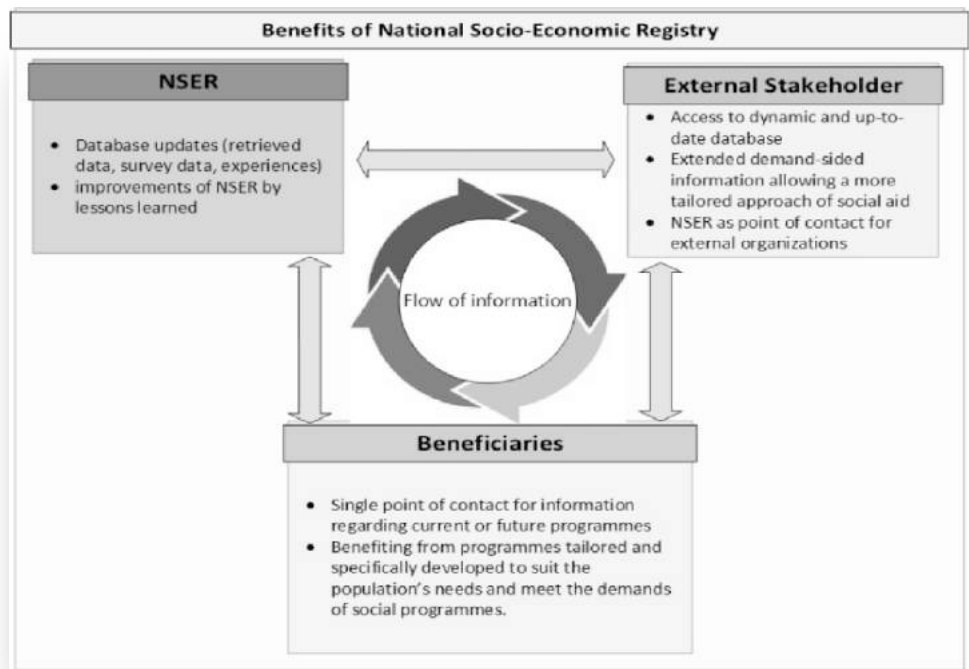 Benefits of National Socio-Economic Registry
NSER
• Database updates (retrieved
data, survey data, experiences)
• improvements of NSER by
lessons learned
External Stakeholder
• Access to dynamic and up-to-
date database
• Extended demand-sided
information allowing a more
tailored approach of social aid
• NSER as point of contact for
external organizations
Flow of information
Beneficiaries
• Single point of contact for information
regarding current or future programmes
• Benefiting from programmes tailored and
specifically developed to suit the
population's needs and meet the demands
of social programmes.